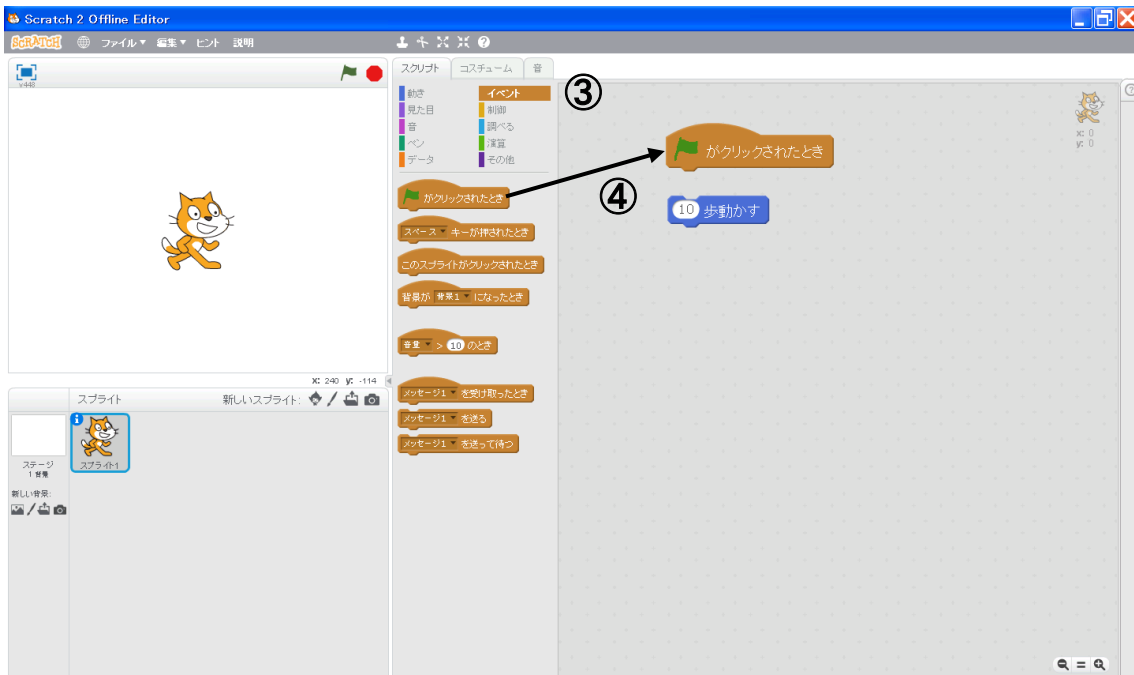 Scratch 2 Offline Editor
SCRATCH ファイル▼ 編集▼ ヒント 説明
v448
スクリプト コスチューム 音
動き イベント
見た目 制御
音 調べる
ペン 演算
データ その他
③
がクリックされたとき
スペース▼ キーが押されたとき
このスプライトがクリックされたとき
背景が 背景1▼ になったとき
音量▼ > 10 のとき
メッセージ1▼ を受け取ったとき
メッセージ1▼ を送る
メッセージ1▼ を送って待つ
④
がクリックされたとき
10 歩動かす
x: 0
y: 0
X: 240 y: -114
スプライト 新しいスプライト:
ステージ
1 背景
新しい背景:
スプライト1